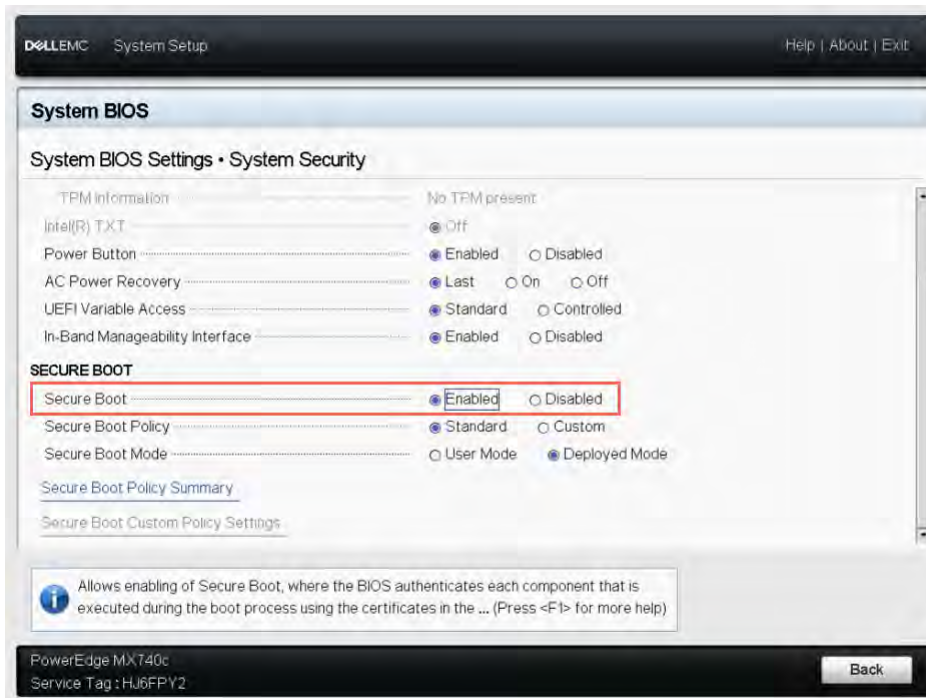 DELLEMC System Setup Help | About | Exit
System BIOS
System BIOS Settings • System Security
TPM Information No TPM present
Intel(R) TXT Off
Power Button Enabled Disabled
AC Power Recovery Last On Off
UEFI Variable Access Standard Controlled
In-Band Manageability Interface Enabled Disabled
SECURE BOOT
Secure Boot Enabled Disabled
Secure Boot Policy Standard Custom
Secure Boot Mode User Mode Deployed Mode
Secure Boot Policy Summary
Secure Boot Custom Policy Settings
Allows enabling of Secure Boot, where the BIOS authenticates each component that is
executed during the boot process using the certificates in the ... (Press <F1> for more help)
PowerEdge MX740c
Service Tag : HJ6FPY2
Back